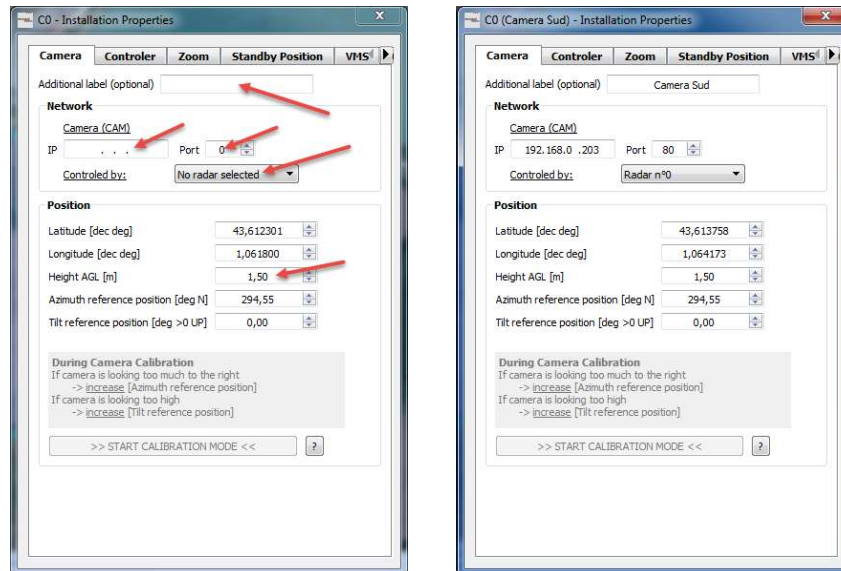 C0 - Installation Properties
Camera Controler Zoom Standby Position VMS
Additional label (optional)
Network
Camera (CAM)
IP . . . Port 0
Controled by: No radar selected
Position
Latitude [dec deg] 43,612301
Longitude [dec deg] 1,061800
Height AGL [m] 1,50
Azimuth reference position [deg N] 294,55
Tilt reference position [deg >0 UP] 0,00
During Camera Calibration
If camera is looking too much to the right
-> increase [Azimuth reference position]
If camera is looking too high
-> increase [Tilt reference position]
>> START CALIBRATION MODE << ?
C0 (Camera Sud) - Installation Properties
Camera Controler Zoom Standby Position VMS
Additional label (optional) Camera Sud
Network
Camera (CAM)
IP 192.168.0 .203 Port 80
Controled by: Radar n°0
Position
Latitude [dec deg] 43,613758
Longitude [dec deg] 1,064173
Height AGL [m] 1,50
Azimuth reference position [deg N] 294,55
Tilt reference position [deg >0 UP] 0,00
During Camera Calibration
If camera is looking too much to the right
-> increase [Azimuth reference position]
If camera is looking too high
-> increase [Tilt reference position]
>> START CALIBRATION MODE << ?